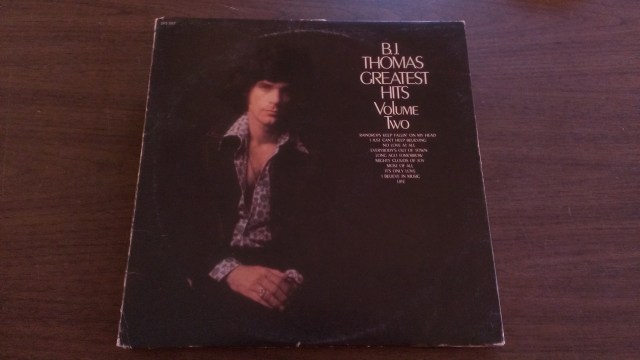 B.J.
THOMAS
GREATEST
HITS
VOLUME
TWO
RAINDROPS KEEP FALLIN' ON MY HEAD
I JUST CAN'T HELP BELIEVING
NO LOVE AT ALL
EVERYBODY'S OUT OF TOWN
LONG AGO TOMORROW
MIGHTY CLOUDS OF JOY
MOST OF ALL
IT'S ONLY LOVE
I BELIEVE IN MUSIC
LIFE